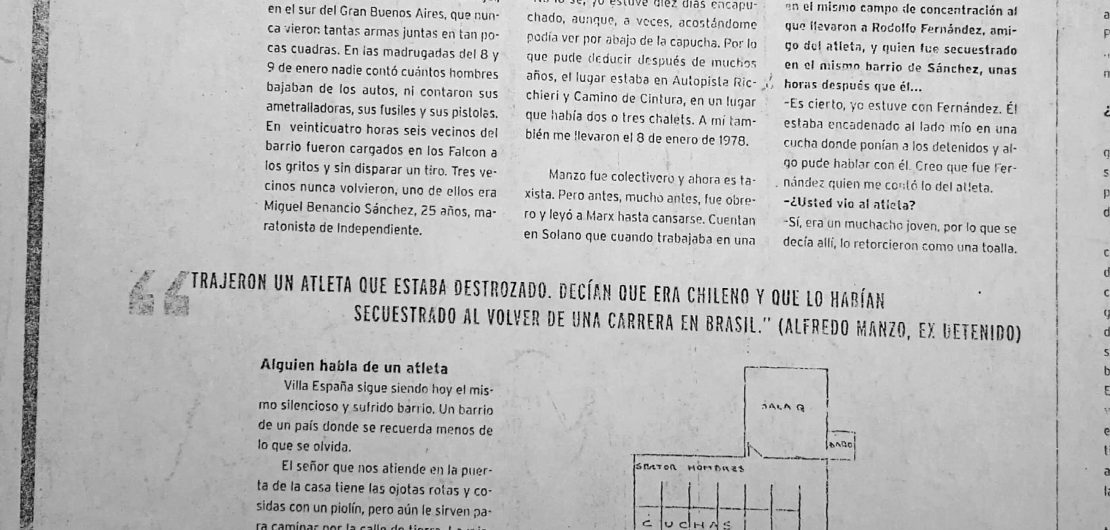 en el sur del Gran Buenos Aires, que nun-
ca vieron tantas armas juntas en tan po-
cas cuadras. En las madrugadas del 8 y
9 de enero nadie contó cuántos hombres
bajaban de los autos, ni contaron sus
ametralladoras, sus fusiles y sus pistolas.
En veinticuatro horas seis vecinos del
barrio fueron cargados en los Falcon a
los gritos y sin disparar un tiro. Tres ve-
cinos nunca volvieron, uno de ellos era
Miguel Benancio Sánchez, 25 años, ma-
ratonista de Independiente.
No lo sé, yo estuve diez días encapu-
chado, aunque, a veces, acostándome
podía ver por abajo de la capucha. Por lo
que pude deducir después de muchos
años, el lugar estaba en Autopista Ric-
chieri y Camino de Cintura, en un lugar
que había dos o tres chalets. A mí tam-
bién me llevaron el 8 de enero de 1978.
Manzo fue colectivero y ahora es ta-
xista. Pero antes, mucho antes, fue obre-
ro y leyó a Marx hasta cansarse. Cuentan
en Solano que cuando trabajaba en una
en el mismo campo de concentración al
que llevaron a Rodolfo Fernández, ami-
go del atleta, y quien fue secuestrado
en el mismo barrio de Sánchez, unas
horas después que él...
-Es cierto, yo estuve con Fernández. Él
estaba encadenado al lado mío en una
cucha donde ponían a los detenidos y al-
go pude hablar con él. Creo que fue Fer-
nández quien me contó lo del atleta.
-¿Usted vio al atleta?
-Sí, era un muchacho joven, por lo que se
decía allí, lo retorcieron como una toalla.
“TRAJERON UN ATLETA QUE ESTABA DESTROZADO. DECÍAN QUE ERA CHILENO Y QUE LO HABÍAN
SECUESTRADO AL VOLVER DE UNA CARRERA EN BRASIL.” (ALFREDO MANZO, EX DETENIDO)
Alguien habla de un atleta
Villa España sigue siendo hoy el mis-
mo silencioso y sufrido barrio. Un barrio
de un país donde se recuerda menos de
lo que se olvida.
El señor que nos atiende en la puer-
ta de la casa tiene las ojotas rotas y co-
sidas con un piolín, pero aún le sirven pa-
ra caminar por la calle de tierra.
SALA Q
BAÑO
SECTOR HOMBRES
CUCHAS